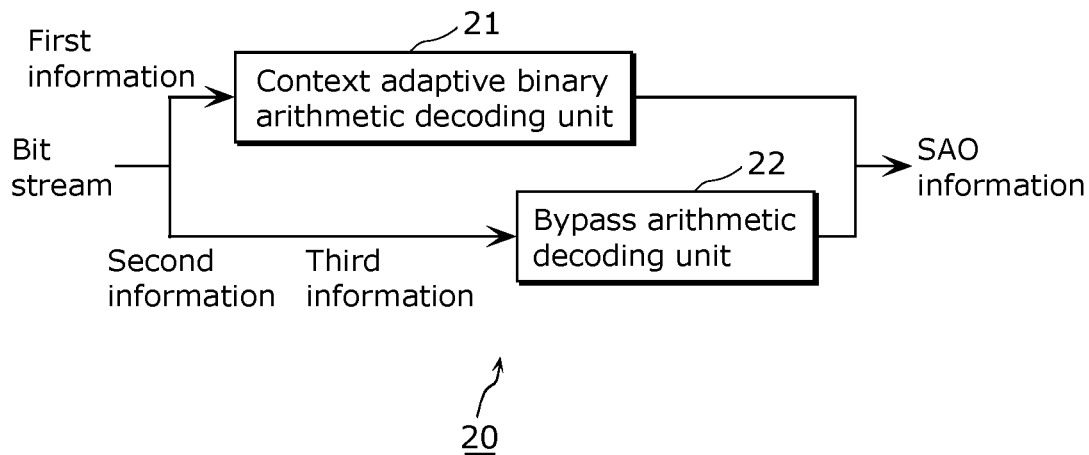 21
First
information
Context adaptive binary
arithmetic decoding unit
Bit
stream
SAO
information
22
Bypass arithmetic
decoding unit
Second
information
Third
information
20